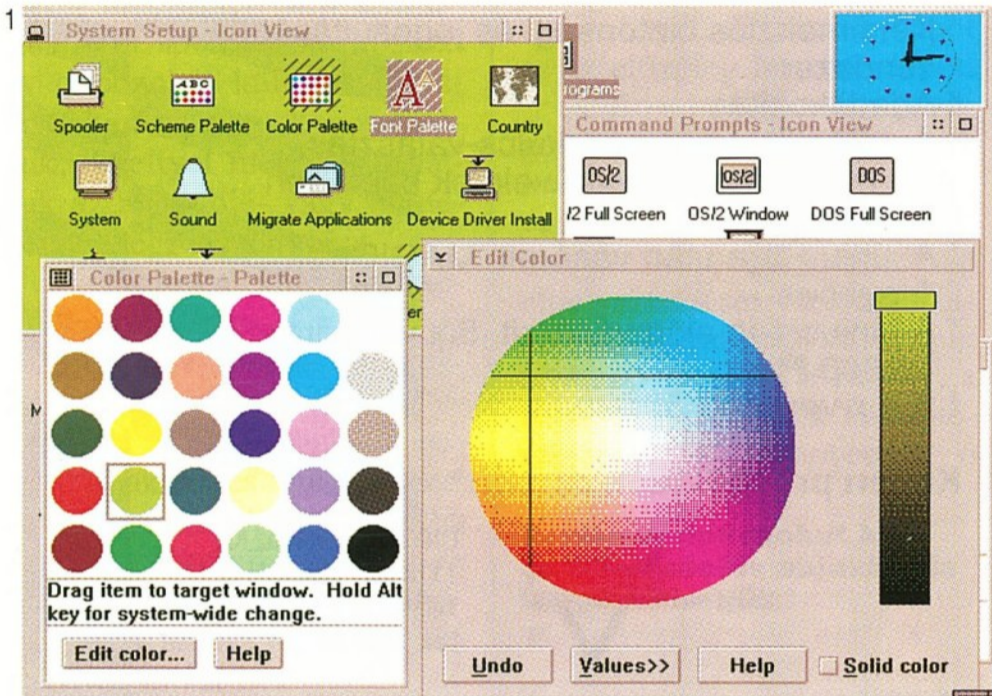 1
System Setup - Icon View
Spooler
Scheme Palette
ABC
Color Palette
Font Palette
Country
System
Sound
Migrate Applications
Device Driver Install
Command Prompts - Icon View
OS/2
OS/2
DOS
/2 Full Screen
OS/2 Window
DOS Full Screen
Color Palette - Palette
Drag item to target window. Hold Alt
key for system-wide change.
Edit color...
Help
Edit Color
Undo
Values>>
Help
Solid color